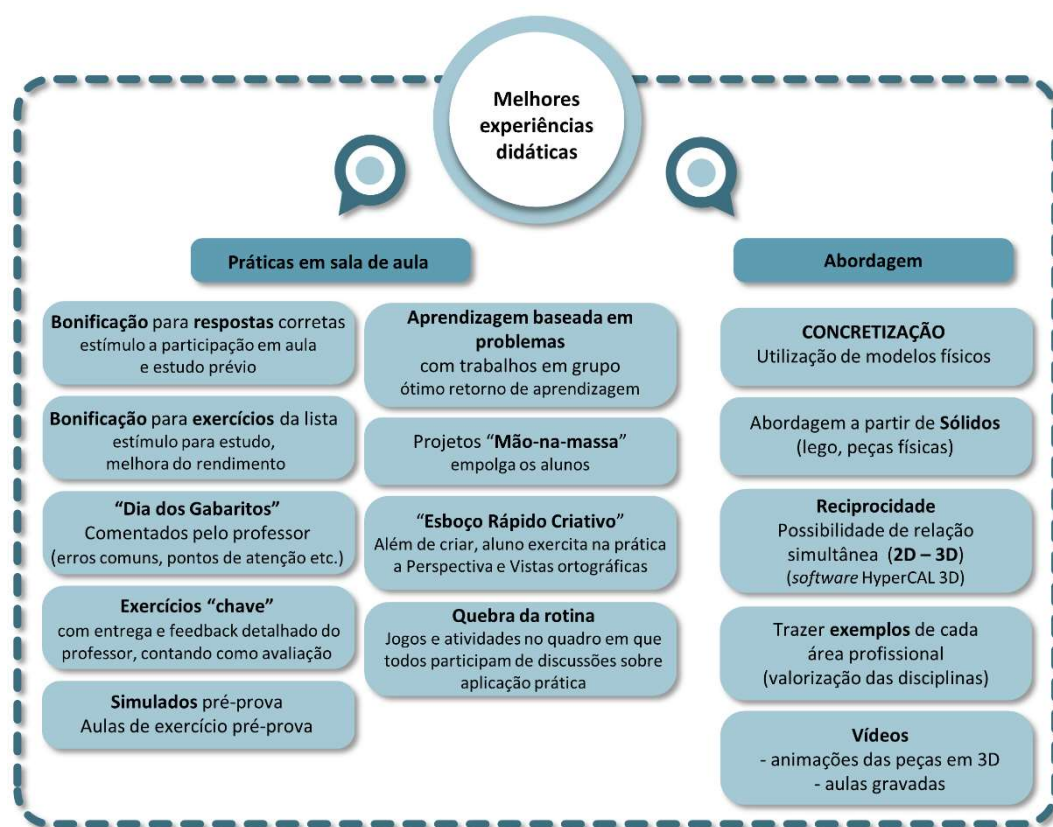 Melhores
experiências
didáticas
Práticas em sala de aula
Bonificação para respostas corretas
estímulo a participação em aula
e estudo prévio
Bonificação para exercícios da lista
estímulo para estudo,
melhora do rendimento
“Dia dos Gabaritos”
Comentados pelo professor
(erros comuns, pontos de atenção etc.)
Exercícios “chave”
com entrega e feedback detalhado do
professor, contando como avaliação
Simulados pré-prova
Aulas de exercício pré-prova
Aprendizagem baseada em
problemas
com trabalhos em grupo
ótimo retorno de aprendizagem
Projetos “Mão-na-massa”
empolga os alunos
“Esboço Rápido Criativo”
Além de criar, aluno exercita na prática
a Perspectiva e Vistas ortográficas
Quebra da rotina
Jogos e atividades no quadro em que
todos participam de discussões sobre
aplicação prática
Abordagem
CONCRETIZAÇÃO
Utilização de modelos físicos
Abordagem a partir de Sólidos
(lego, peças físicas)
Reciprocidade
Possibilidade de relação
simultânea (2D – 3D)
(software HyperCAL 3D)
Trazer exemplos de cada
área profissional
(valorização das disciplinas)
Vídeos
- animações das peças em 3D
- aulas gravadas